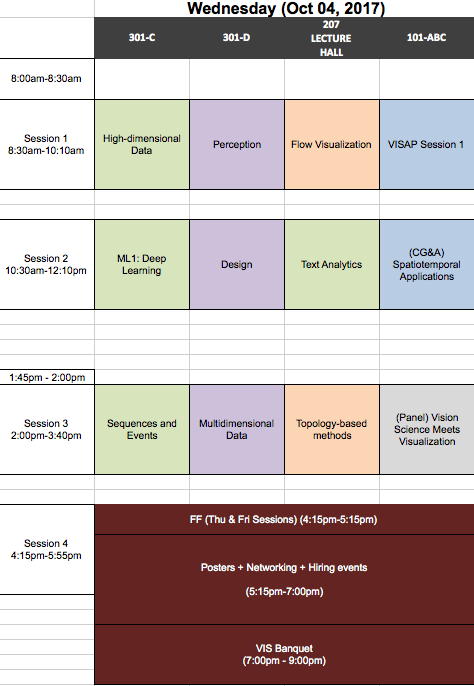 Wednesday (Oct 04, 2017)
301-C
301-D
207
LECTURE
HALL
101-ABC
8:00am-8:30am
Session 1
8:30am-10:10am
High-dimensional
Data
Perception
Flow Visualization
VISAP Session 1
Session 2
10:30am-12:10pm
ML1: Deep
Learning
Design
Text Analytics
(CG&A)
Spatiotemporal
Applications
1:45pm - 2:00pm
Session 3
2:00pm-3:40pm
Sequences and
Events
Multidimensional
Data
Topology-based
methods
(Panel) Vision
Science Meets
Visualization
Session 4
4:15pm-5:55pm
FF (Thu & Fri Sessions) (4:15pm-5:15pm)
Posters + Networking + Hiring events
(5:15pm-7:00pm)
VIS Banquet
(7:00pm - 9:00pm)